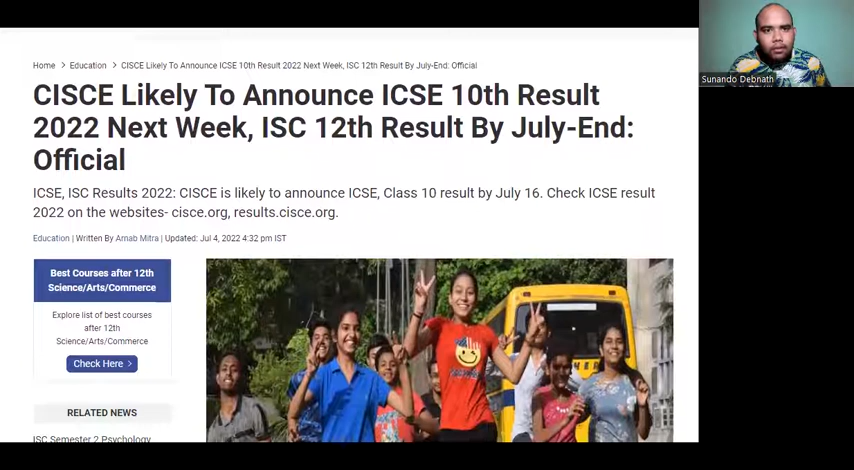 Home > Education > CISCE Likely To Announce ICSE 10th Result 2022 Next Week, ISC 12th Result By July-End: Official
CISCE Likely To Announce ICSE 10th Result
2022 Next Week, ISC 12th Result By July-End:
Official
ICSE, ISC Results 2022: CISCE is likely to announce ICSE, Class 10 result by July 16. Check ICSE result
2022 on the websites- cisce.org, results.cisce.org.
Education | Written By Arnab Mitra | Updated: Jul 4, 2022 4:32 pm IST
Best Courses after 12th
Science/Arts/Commerce
Explore list of best courses
after 12th
Science/Arts/Commerce
Check Here >
RELATED NEWS
ISC Semester 2 Psychology
Sunando Debnath